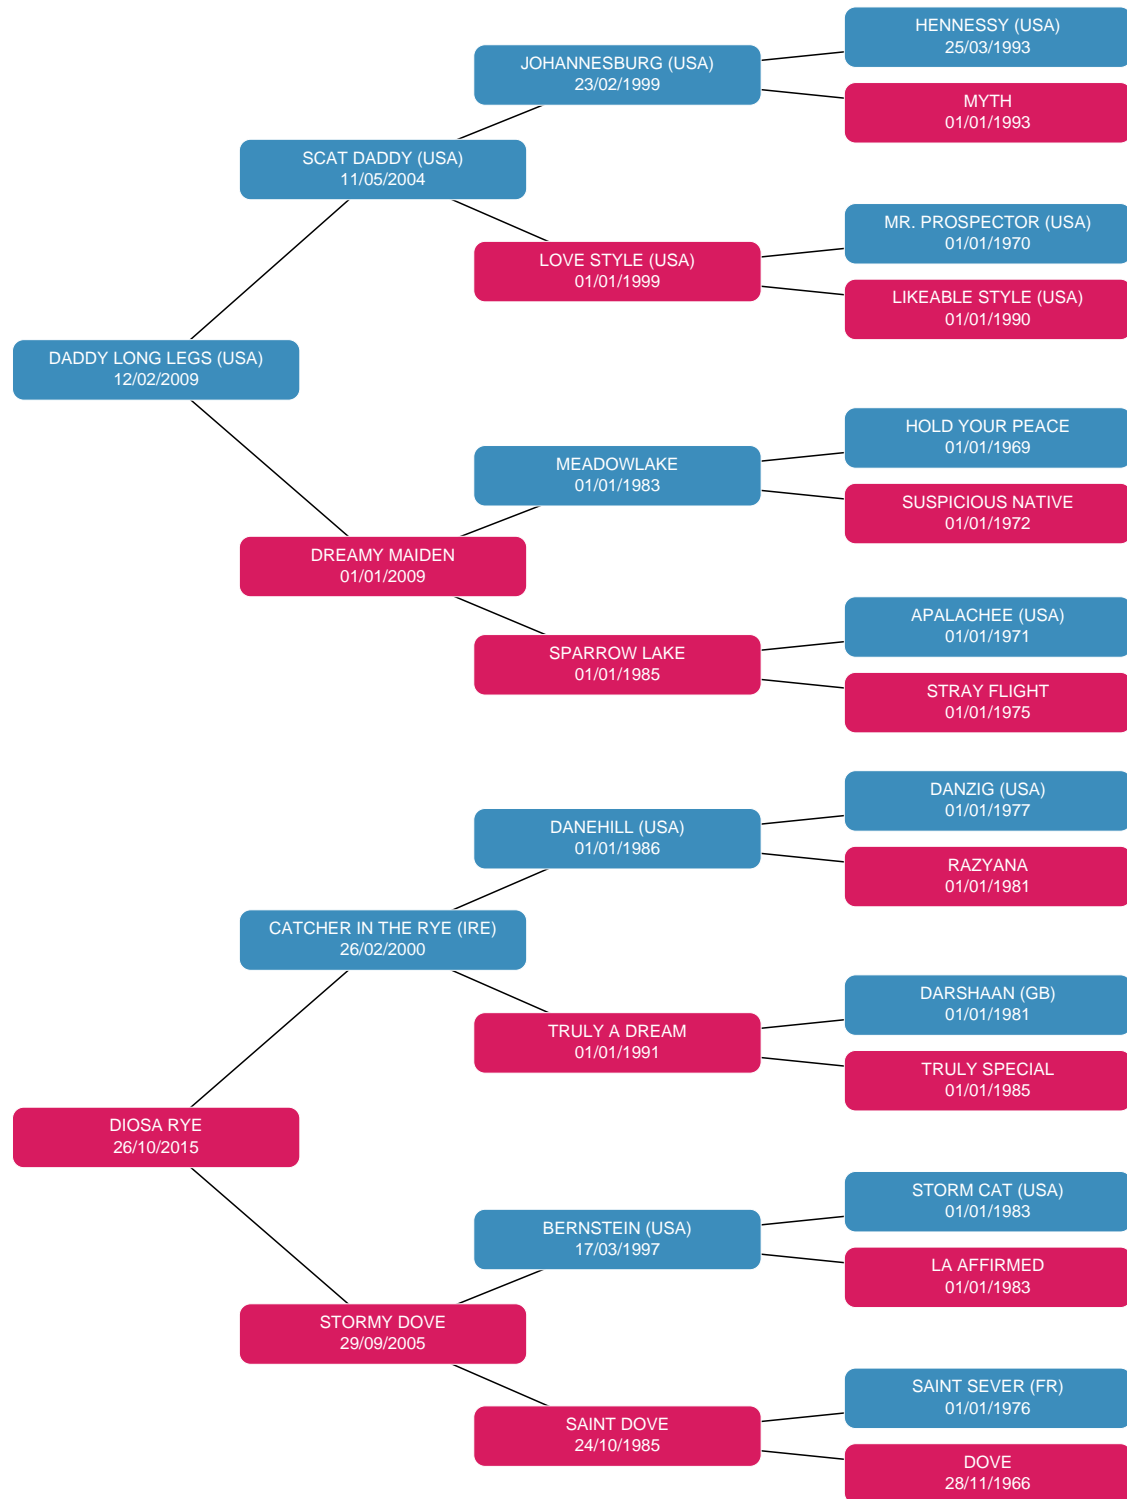 HENNESSY (USA)
25/03/1993
JOHANNESBURG (USA)
23/02/1999
MYTH
01/01/1993
SCAT DADDY (USA)
11/05/2004
MR. PROSPECTOR (USA)
01/01/1970
LOVE STYLE (USA)
01/01/1999
LIKEABLE STYLE (USA)
01/01/1990
DADDY LONG LEGS (USA)
12/02/2009
HOLD YOUR PEACE
01/01/1969
MEADOWLAKE
01/01/1983
SUSPICIOUS NATIVE
01/01/1972
DREAMY MAIDEN
01/01/2009
APALACHEE (USA)
01/01/1971
SPARROW LAKE
01/01/1985
STRAY FLIGHT
01/01/1975
DANZIG (USA)
01/01/1977
DANEHILL (USA)
01/01/1986
RAZYANA
01/01/1981
CATCHER IN THE RYE (IRE)
26/02/2000
DARSHAAN (GB)
01/01/1981
TRULY A DREAM
01/01/1991
TRULY SPECIAL
01/01/1985
DIOSA RYE
26/10/2015
STORM CAT (USA)
01/01/1983
BERNSTEIN (USA)
17/03/1997
LA AFFIRMED
01/01/1983
STORMY DOVE
29/09/2005
SAINT SEVER (FR)
01/01/1976
SAINT DOVE
24/10/1985
DOVE
28/11/1966